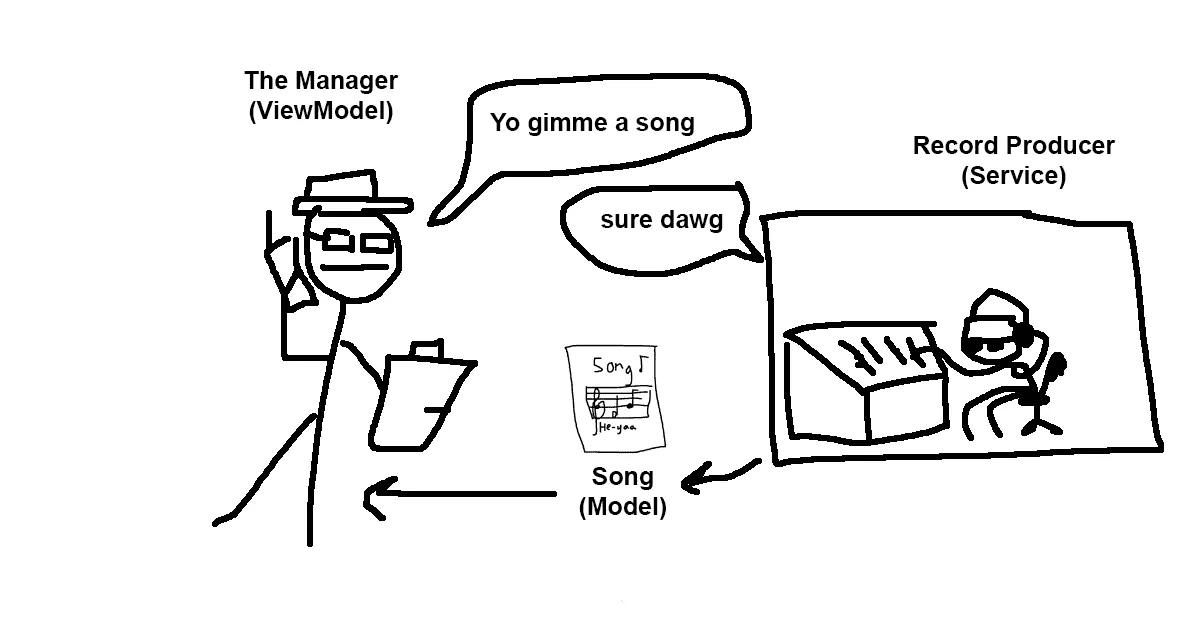 The Manager
(ViewModel)
Yo gimme a song
Record Producer
(Service)
sure dawg
Song
He-yaa
Song
(Model)